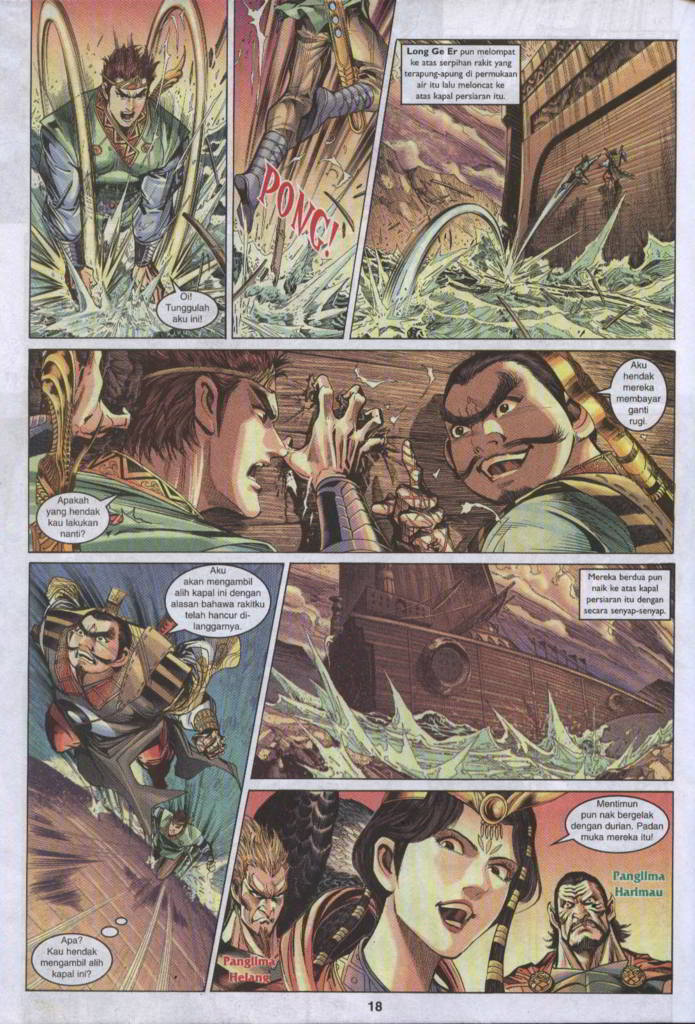 Oi!
Tunggulah
aku ini!
PONG!
Long Ge Er pun melompat
ke atas serpihan rakit yang
terapung-apung di permukaan
air itu lalu meloncat ke
atas kapal persiaran itu.
Apakah
yang hendak
kau lakukan
nanti?
Aku
hendak
mereka
membayar
ganti
rugi.
Aku
akan mengambil
alih kapal ini dengan
alasan bahawa rakitku
telah hancur di-
langgarnya.
Apa?
Kau hendak
mengambil alih
kapal ini?
Mereka berdua pun
naik ke atas kapal
persiaran itu dengan
secara senyap-senyap.
Mentimun
pun nak bergelak
dengan durian. Padan
muka mereka itu!
Panglima
Helang
Panglima
Harimau
18